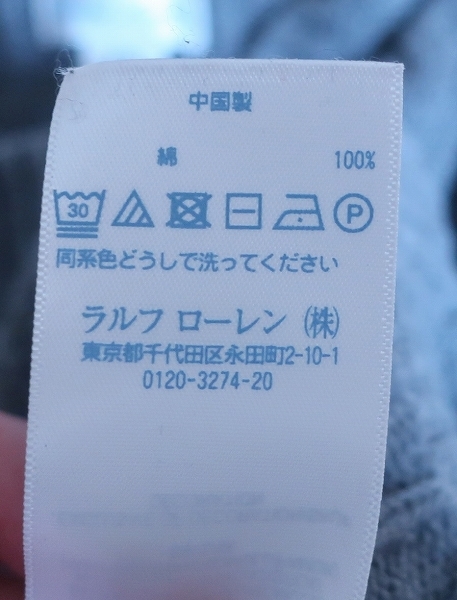 中国製
綿 100%
30 P
同系色どうしで洗ってください
ラルフ ローレン (株)
東京都千代田区永田町2-10-1
0120-3274-20